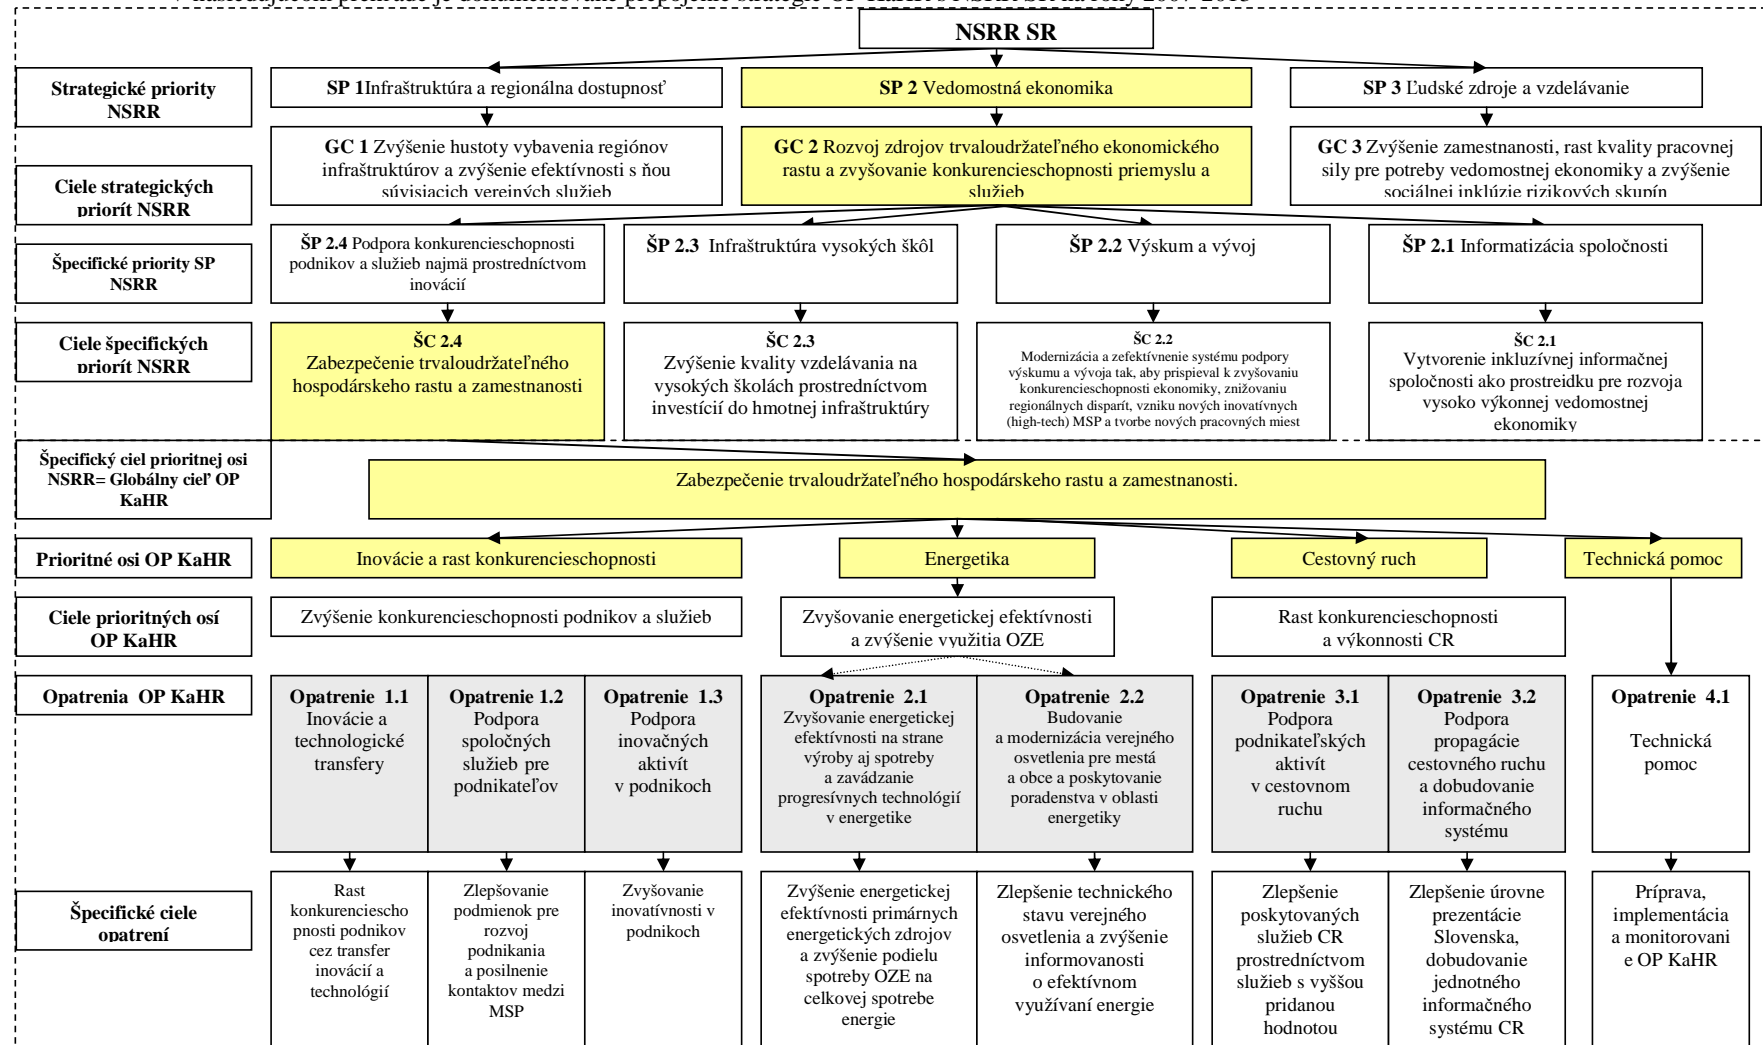 v nasledujúcom prehľade je dokumentované prepojenie stratégie OP KaHR s NSRR SR na roky 2007-2013
NSRR SR
Strategické priority
NSRR
SP 1Infraštruktúra a regionálna dostupnosť
SP 2 Vedomostná ekonomika
SP 3 Ľudské zdroje a vzdelávanie
Ciele strategických
priorít NSRR
GC 1 Zvýšenie hustoty vybavenia regiónov
infraštruktúrov a zvýšenie efektívnosti s ňou
súvisiacich verejných služieb
GC 2 Rozvoj zdrojov trvaloudržateľného ekonomického
rastu a zvyšovanie konkurencieschopnosti priemyslu a
služieb
GC 3 Zvýšenie zamestnanosti, rast kvality pracovnej
sily pre potreby vedomostnej ekonomiky a zvýšenie
sociálnej inklúzie rizikových skupín
Špecifické priority SP
NSRR
ŠP 2.4 Podpora konkurencieschopnosti
podnikov a služieb najmä prostredníctvom
inovácií
ŠP 2.3 Infraštruktúra vysokých škôl
ŠP 2.2 Výskum a vývoj
ŠP 2.1 Informatizácia spoločnosti
Ciele špecifických
priorít NSRR
ŠC 2.4
Zabezpečenie trvaloudržateľného
hospodárskeho rastu a zamestnanosti
ŠC 2.3
Zvýšenie kvality vzdelávania na
vysokých školách prostredníctvom
investícií do hmotnej infraštruktúry
ŠC 2.2
Modernizácia a zefektívnenie systému podpory
výskumu a vývoja tak, aby prispieval k zvyšovaniu
konkurencieschopnosti ekonomiky, znižovaniu
regionálnych disparít, vzniku nových inovatívnych
(high-tech) MSP a tvorbe nových pracovných miest
ŠC 2.1
Vytvorenie inkluzívnej informačnej
spoločnosti ako prostreidku pre rozvoja
vysoko výkonnej vedomostnej
ekonomiky
Špecifický cieľ prioritnej osi
NSRR= Globálny cieľ OP
KaHR
Zabezpečenie trvaloudržateľného hospodárskeho rastu a zamestnanosti.
Prioritné osi OP KaHR
Inovácie a rast konkurencieschopnosti
Energetika
Cestovný ruch
Technická pomoc
Ciele prioritných osí
OP KaHR
Zvýšenie konkurencieschopnosti podnikov a služieb
Zvyšovanie energetickej efektívnosti
a zvýšenie využitia OZE
Rast konkurencieschopnosti
a výkonnosti CR
Opatrenia OP KaHR
Opatrenie 1.1
Inovácie a
technologické
transfery
Opatrenie 1.2
Podpora
spoločných
služieb pre
podnikateľov
Opatrenie 1.3
Podpora
inovačných
aktivít
v podnikoch
Opatrenie 2.1
Zvyšovanie energetickej
efektívnosti na strane
výroby aj spotreby
a zavádzanie
progresívnych technológií
v energetike
Opatrenie 2.2
Budovanie
a modernizácia verejného
osvetlenia pre mestá
a obce a poskytovanie
poradenstva v oblasti
energetiky
Opatrenie 3.1
Podpora
podnikateľských
aktivít
v cestovnom
ruchu
Opatrenie 3.2
Podpora
propagácie
cestovného ruchu
a dobudovanie
informačného
systému
Opatrenie 4.1
Technická
pomoc
Špecifické ciele
opatrení
Rast
konkurenciescho
pnosti podnikov
cez transfer
inovácií a
technológií
Zlepšovanie
podmienok pre
rozvoj
podnikania
a posilnenie
kontaktov medzi
MSP
Zvyšovanie
inovatívnosti v
podnikoch
Zvýšenie energetickej
efektívnosti primárnych
energetických zdrojov
a zvýšenie podielu
spotreby OZE na
celkovej spotrebe
energie
Zlepšenie technického
stavu verejného
osvetlenia a zvýšenie
informovanosti
o efektívnom
využívaní energie
Zlepšenie
poskytovaných
služieb CR
prostredníctvom
služieb s vyššou
pridanou
hodnotou
Zlepšenie úrovne
prezentácie
Slovenska,
dobudovanie
jednotného
informačného
systému CR
Príprava,
implementácia
a monitorovani
e OP KaHR